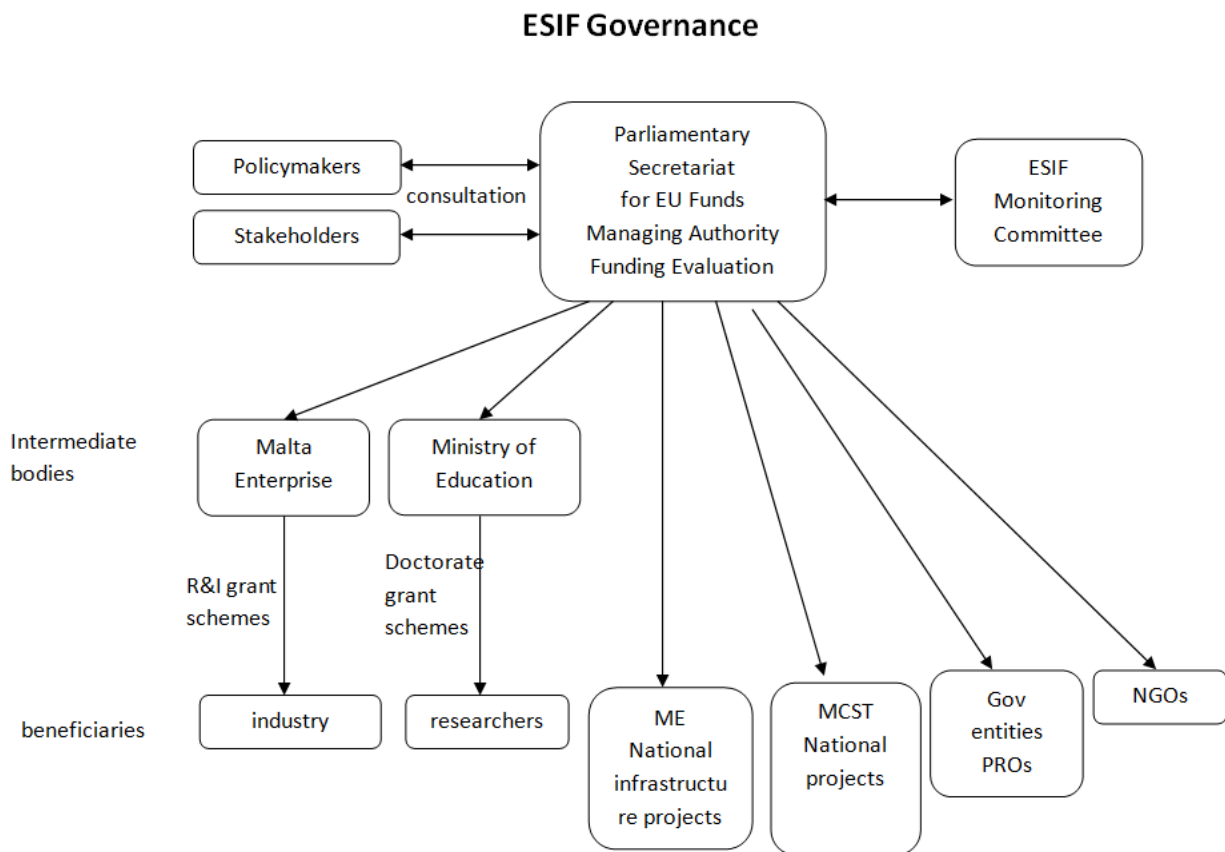 ESIF Governance
Policymakers
consultation
Stakeholders
Parliamentary
Secretariat
for EU Funds
Managing Authority
Funding Evaluation
ESIF
Monitoring
Committee
Intermediate
bodies
Malta
Enterprise
Ministry of
Education
R&I grant
schemes
Doctorate
grant
schemes
beneficiaries
industry
researchers
ME
National
infrastructu
re projects
MCST
National
projects
Gov
entities
PROs
NGOs